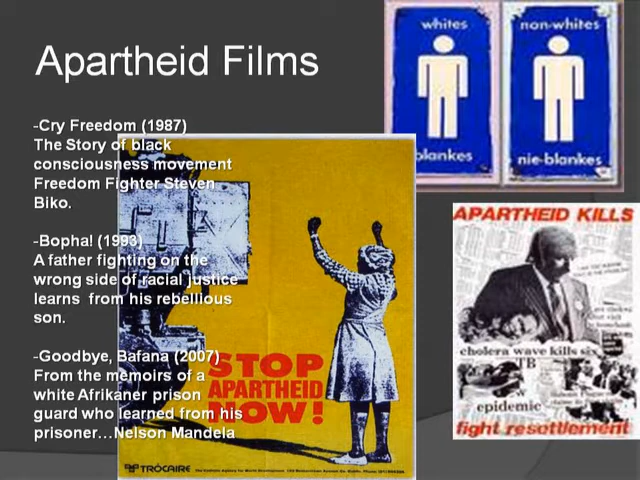 Apartheid Films
-Cry Freedom (1987)
The Story of black
consciousness movement
Freedom Fighter Steven
Biko.
-Bopha! (1993)
A father fighting on the
wrong side of racial justice
learns from his rebellious
son.
-Goodbye, Bafana (2007)
From the memoirs of a
white Afrikaner prison
guard who learned from his
prisoner…Nelson Mandela
whites
blankes
non-whites
nie-blankes
STOP
APARTHEID
NOW!
TRÓCAIRE
APARTHEID KILLS
cholera wave kills six
TB
epidemic
fight resettlement